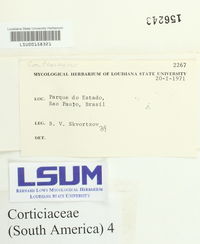 Louisiana State University Herbarium
LSU00158321
156243
2267
MYCOLOGICAL HERBARIUM OF LOUISIANA STATE UNIVERSITY
20-I-1971
LOC. Parque do Estado,
Sao Paulo, Brasil
LEG. B. V. Skvortzov
DET.
LSUM
BERNARD LOWY MYCOLOGICAL HERBARIUM
LOUISIANA STATE UNIVERSITY
Corticiaceae
(South America) 4